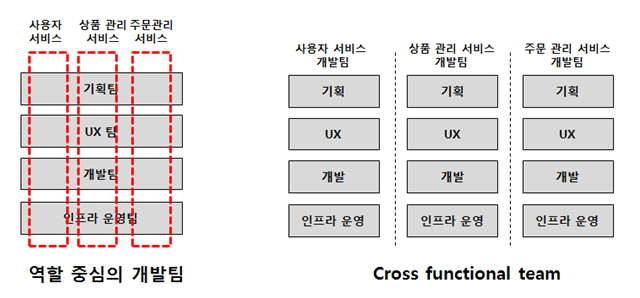 사용자
서비스
상품 관리
서비스
주문관리
서비스
기획팀
UX 팀
개발팀
인프라 운영팀
역할 중심의 개발팀
사용자 서비스
개발팀
상품 관리 서비스
개발팀
주문 관리 서비스
개발팀
기획
기획
기획
UX
UX
UX
개발
개발
개발
인프라 운영
인프라 운영
인프라 운영
Cross functional team